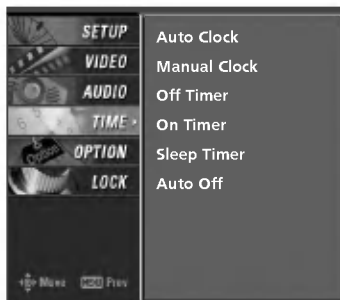 SETUP
VIDEO
AUDIO
TIME
OPTION
LOCK
Auto Clock
Manual Clock
Off Timer
On Timer
Sleep Timer
Auto Off
Move MENU Prev